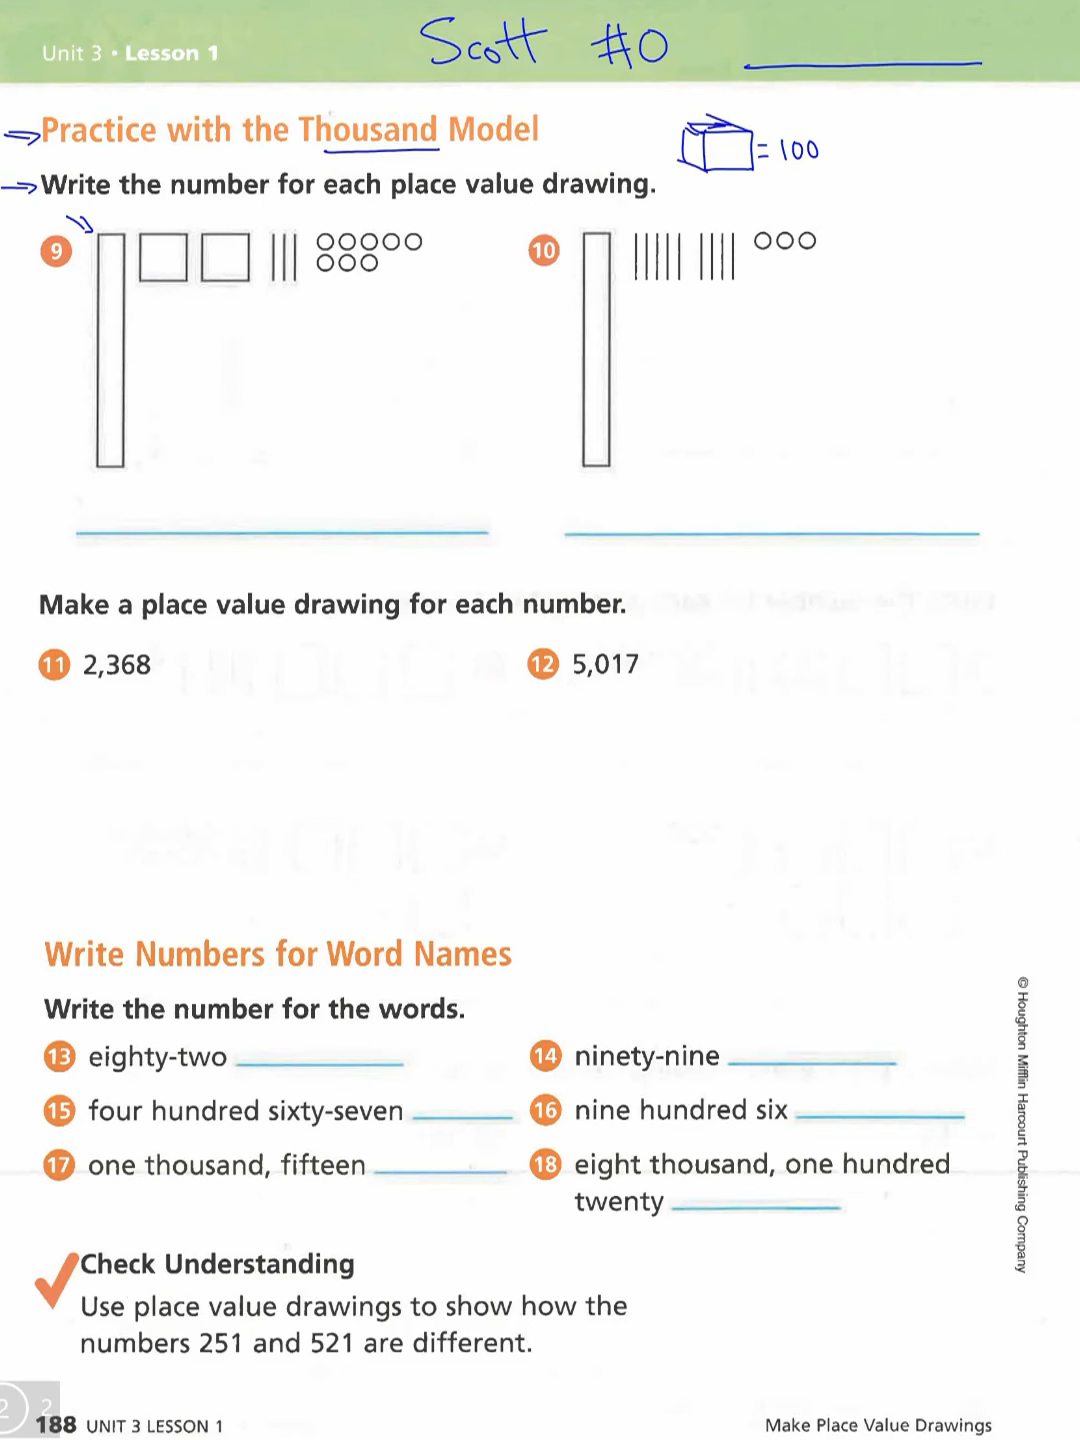 Unit 3 • Lesson 1
Scott #0
Practice with the Thousand Model
= 100
Write the number for each place value drawing.
9
10
Make a place value drawing for each number.
11 2,368
12 5,017
Write Numbers for Word Names
Write the number for the words.
13 eighty-two
14 ninety-nine
15 four hundred sixty-seven
16 nine hundred six
17 one thousand, fifteen
18 eight thousand, one hundred
twenty
Check Understanding
Use place value drawings to show how the
numbers 251 and 521 are different.
© Houghton Mifflin Harcourt Publishing Company
2 2
188 UNIT 3 LESSON 1
Make Place Value Drawings